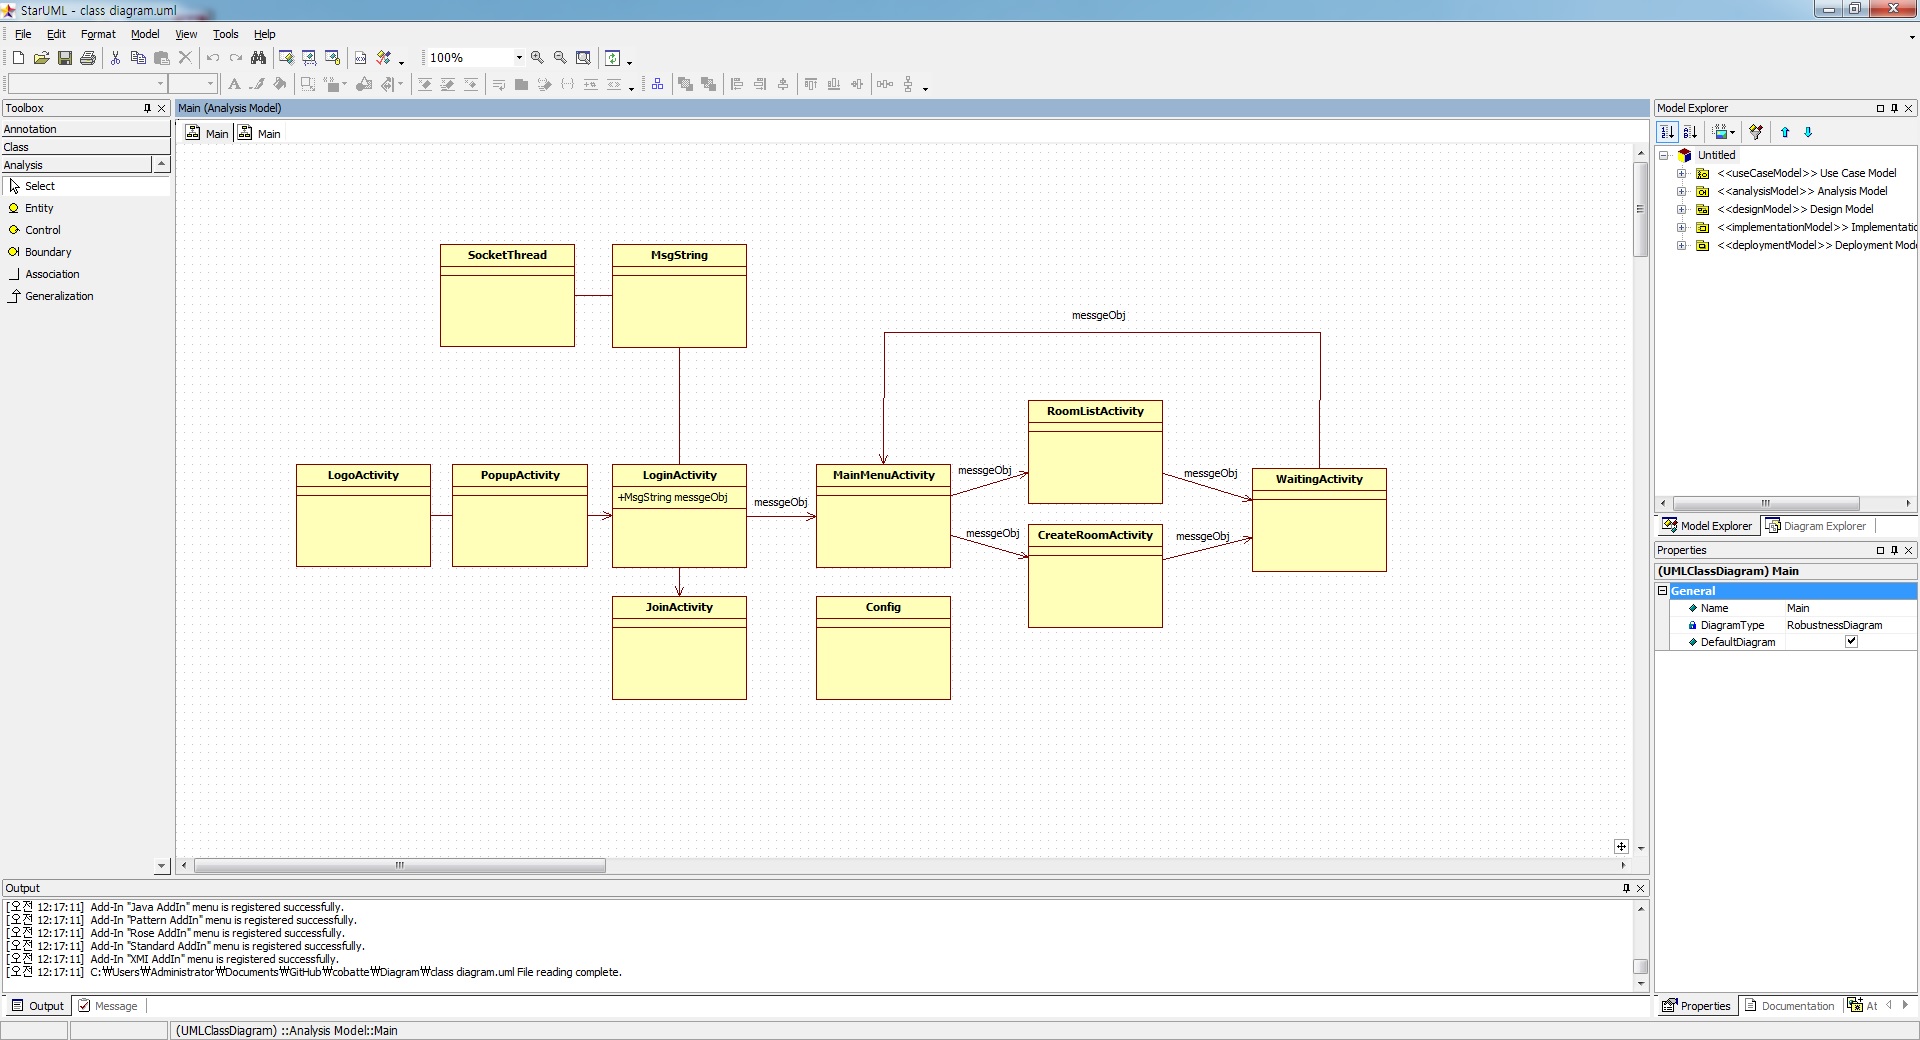 StarUML - class diagram.uml
File Edit Format Model View Tools Help
100%
Toolbox
Annotation
Class
Analysis
Select
Entity
Control
Boundary
Association
Generalization
Main (Analysis Model)
Main Main
SocketThread
MsgString
messgeObj
RoomListActivity
LogoActivity
PopupActivity
LoginActivity
+MsgString messgeObj
messgeObj
MainMenuActivity
messgeObj
messgeObj
WaitingActivity
messgeObj
CreateRoomActivity
messgeObj
JoinActivity
Config
Model Explorer
Untitled
<<useCaseModel>> Use Case Model
<<analysisModel>> Analysis Model
<<designModel>> Design Model
<<implementationModel>> Implementatic
<<deploymentModel>> Deployment Mode
Model Explorer Diagram Explorer
Properties
(UMLClassDiagram) Main
General
Name Main
DiagramType RobustnessDiagram
DefaultDiagram
Properties Documentation At
Output
[오전 12:17:11] Add-In "Java AddIn" menu is registered successfully.
[오전 12:17:11] Add-In "Pattern AddIn" menu is registered successfully.
[오전 12:17:11] Add-In "Rose AddIn" menu is registered successfully.
[오전 12:17:11] Add-In "Standard AddIn" menu is registered successfully.
[오전 12:17:11] Add-In "XMI AddIn" menu is registered successfully.
[오전 12:17:11] C:₩Users₩Administrator₩Documents₩GitHub₩cobatte₩Diagram₩class diagram.uml File reading complete.
Output Message
(UMLClassDiagram) ::Analysis Model::Main